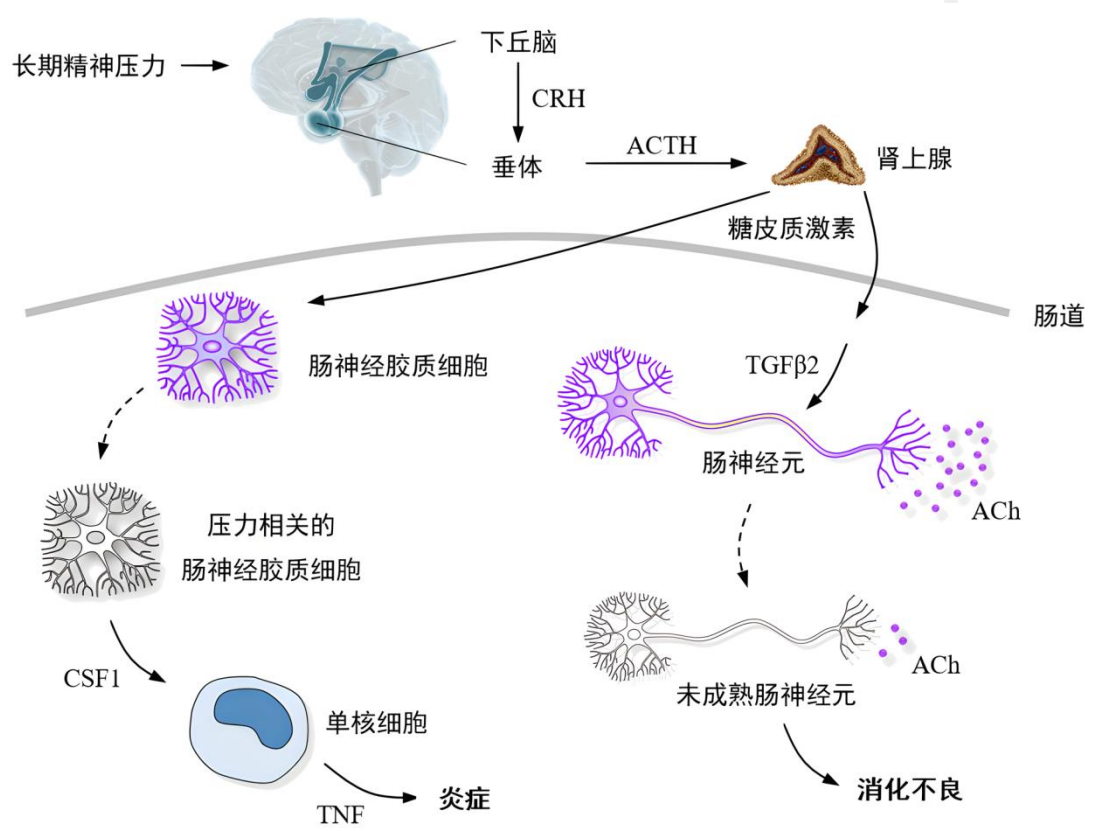 长期精神压力
下丘脑
CRH
垂体
ACTH
肾上腺
糖皮质激素
肠道
肠神经胶质细胞
TGFβ2
肠神经元
ACh
压力相关的
肠神经胶质细胞
ACh
未成熟肠神经元
CSF1
单核细胞
TNF
炎症
消化不良